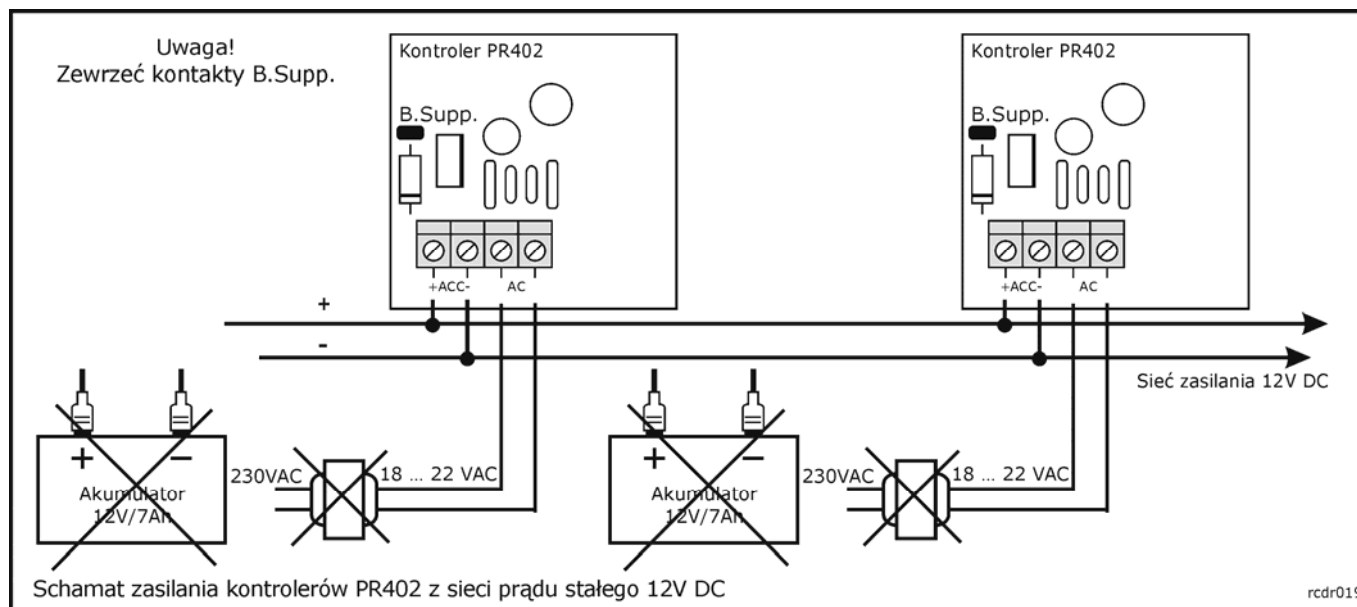 Uwaga!
Zewrzeć kontakty B.Supp.
Kontroler PR402
B.Supp.
+ACC-
AC
Kontroler PR402
B.Supp.
+ACC-
AC
+
-
Sieć zasilania 12V DC
+ −
Akumulator
12V/7Ah
230VAC
18 ... 22 VAC
+ −
Akumulator
12V/7Ah
230VAC
18 ... 22 VAC
Schamat zasilania kontrolerów PR402 z sieci prądu stałego 12V DC
rcdr019